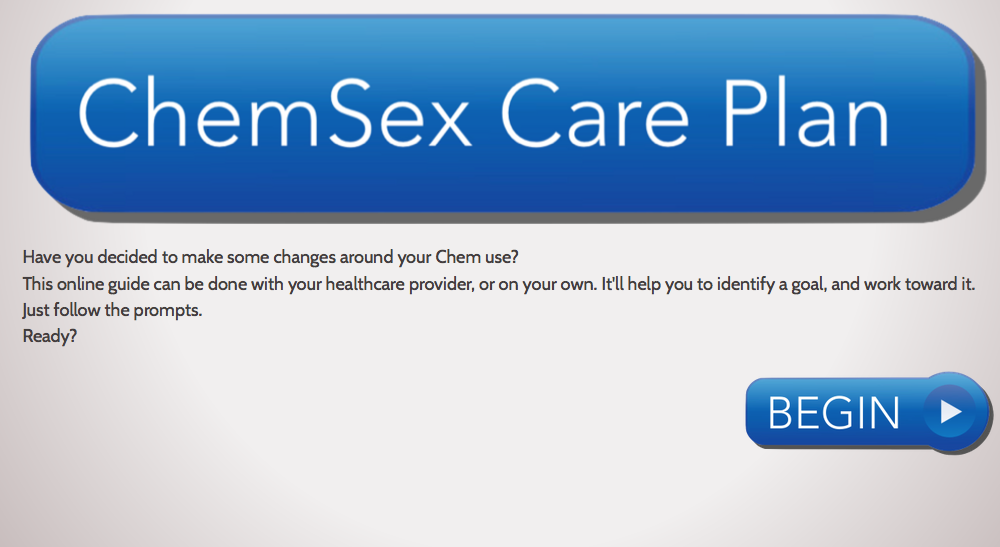 ChemSex Care Plan
Have you decided to make some changes around your Chem use?
This online guide can be done with your healthcare provider, or on your own. It'll help you to identify a goal, and work toward it.
Just follow the prompts.
Ready?
BEGIN